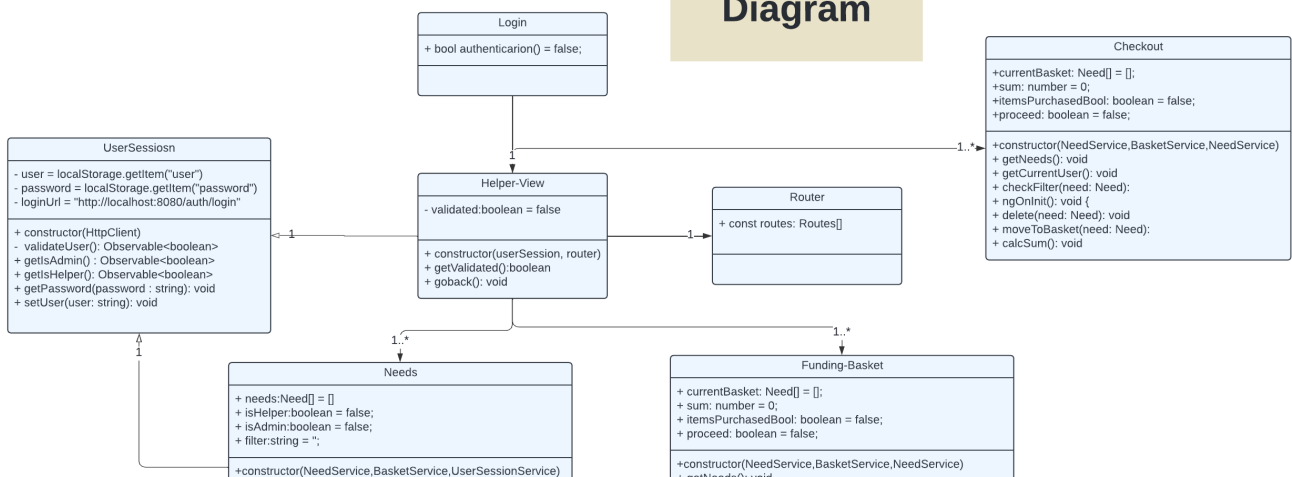 Diagram
Login
+ bool authenticarion() = false;
Checkout
+currentBasket: Need[] = [];
+sum: number = 0;
+itemsPurchasedBool: boolean = false;
+proceed: boolean = false;
+constructor(NeedService,BasketService,NeedService)
+ getNeeds(): void
+ getCurrentUser(): void
+ checkFilter(need: Need):
+ ngOnInit(): void {
+ delete(need: Need): void
+ moveToBasket(need: Need):
+ calcSum(): void
1
1..*
UserSessiosn
- user = localStorage.getItem("user")
- password = localStorage.getItem("password")
- loginUrl = "http://localhost:8080/auth/login"
+ constructor(HttpClient)
- validateUser(): Observable<boolean>
+ getIsAdmin() : Observable<boolean>
+ getIsHelper(): Observable<boolean>
+ getPassword(password : string): void
+ setUser(user: string): void
1
Helper-View
- validated:boolean = false
+ constructor(userSession, router)
+ getValidated():boolean
+ goback(): void
1
Router
+ const routes: Routes[]
1
1..*
1..*
Needs
+ needs:Need[] = []
+ isHelper:boolean = false;
+ isAdmin:boolean = false;
+ filter:string = '';
+constructor(NeedService,BasketService,UserSessionService)
Funding-Basket
+ currentBasket: Need[] = [];
+ sum: number = 0;
+ itemsPurchasedBool: boolean = false;
+ proceed: boolean = false;
+constructor(NeedService,BasketService,NeedService)